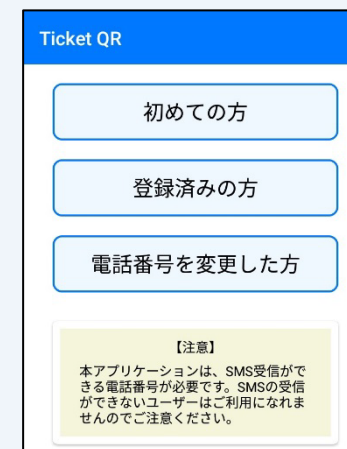 Ticket QR
初めての方
登録済みの方
電話番号を変更した方
【注意】
本アプリケーションは、SMS受信がで
きる電話番号が必要です。SMSの受信
ができないユーザーはご利用になれま
せんのでご注意ください。